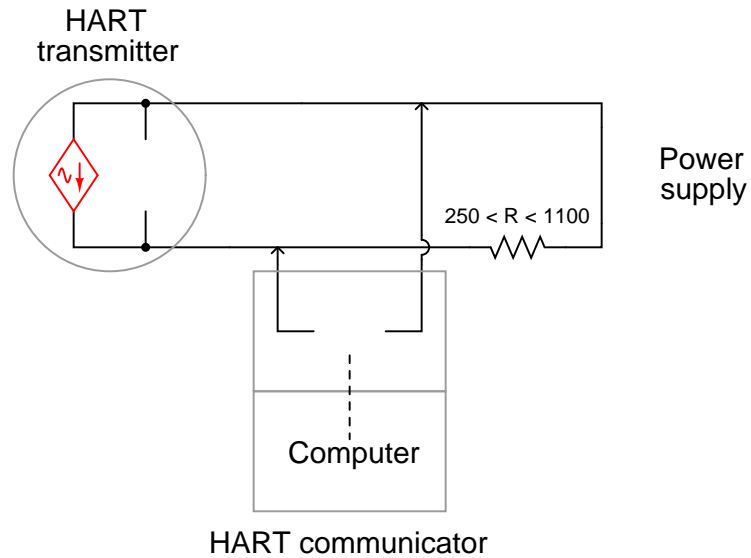 HART
transmitter
Power
supply
250 < R < 1100
Computer
HART communicator